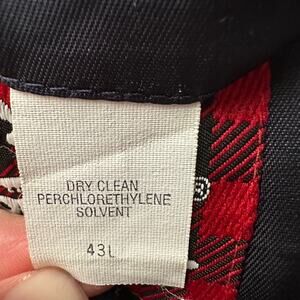 DRY CLEAN
PERCHLORETHYLENE
SOLVENT
43L
®